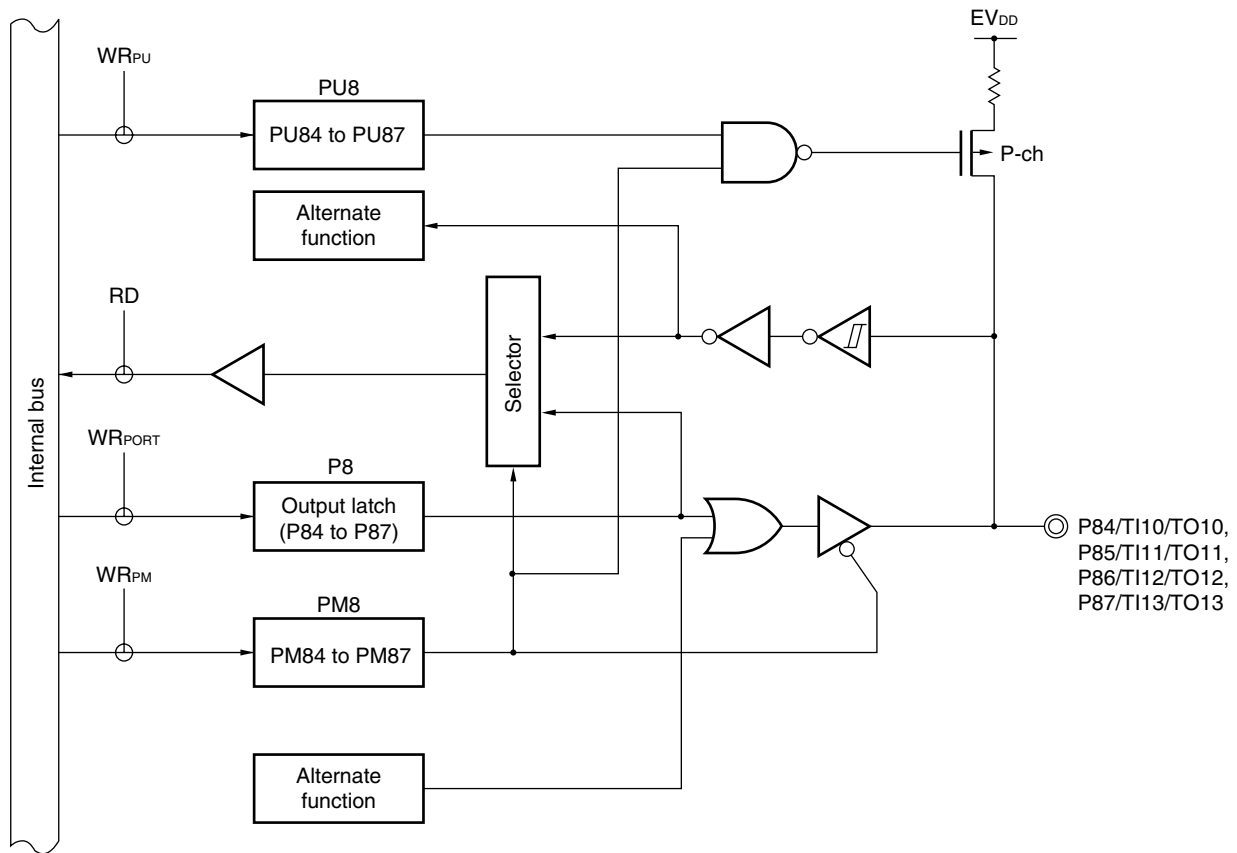 EVDD
WRPU
PU8
PU84 to PU87
P-ch
Alternate
function
RD
Selector
Internal bus
WRPORT
P8
Output latch
(P84 to P87)
P84/TI10/TO10,
P85/TI11/TO11,
P86/TI12/TO12,
P87/TI13/TO13
WRPM
PM8
PM84 to PM87
Alternate
function